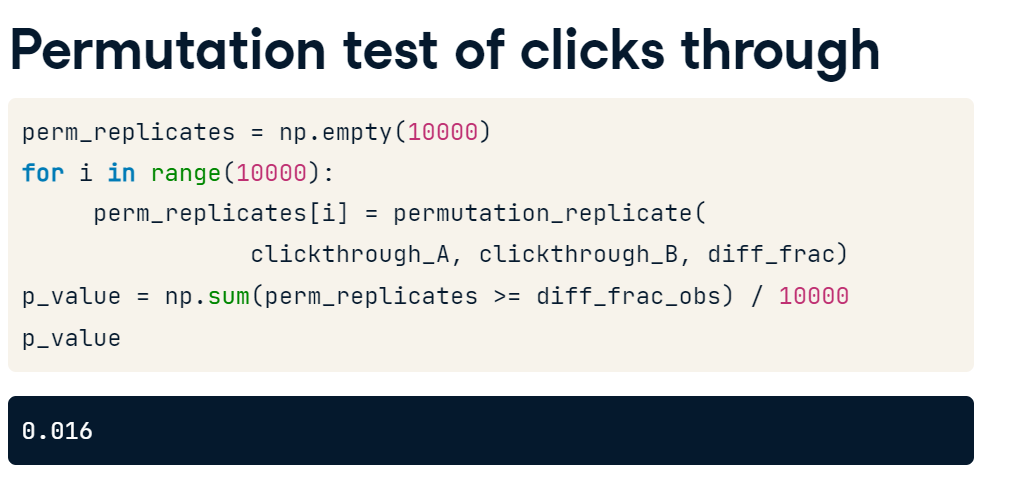 Permutation test of clicks through
perm_replicates = np.empty(10000)
for i in range(10000):
     perm_replicates[i] = permutation_replicate(
                clickthrough_A, clickthrough_B, diff_frac)
p_value = np.sum(perm_replicates >= diff_frac_obs) / 10000
p_value
0.016